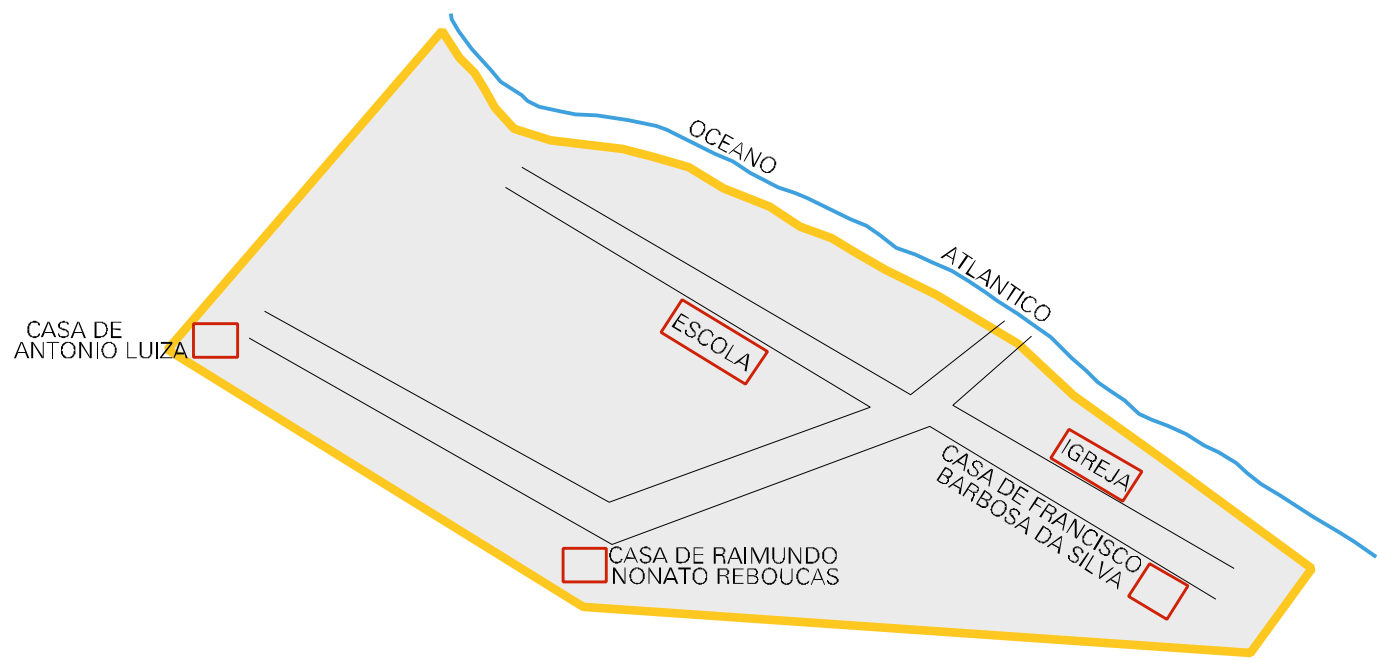 OCEANO
ATLANTICO
CASA DE
ANTONIO LUIZA
ESCOLA
IGREJA
CASA DE FRANCISCO
BARBOSA DA SILVA
CASA DE RAIMUNDO
NONATO REBOUCAS